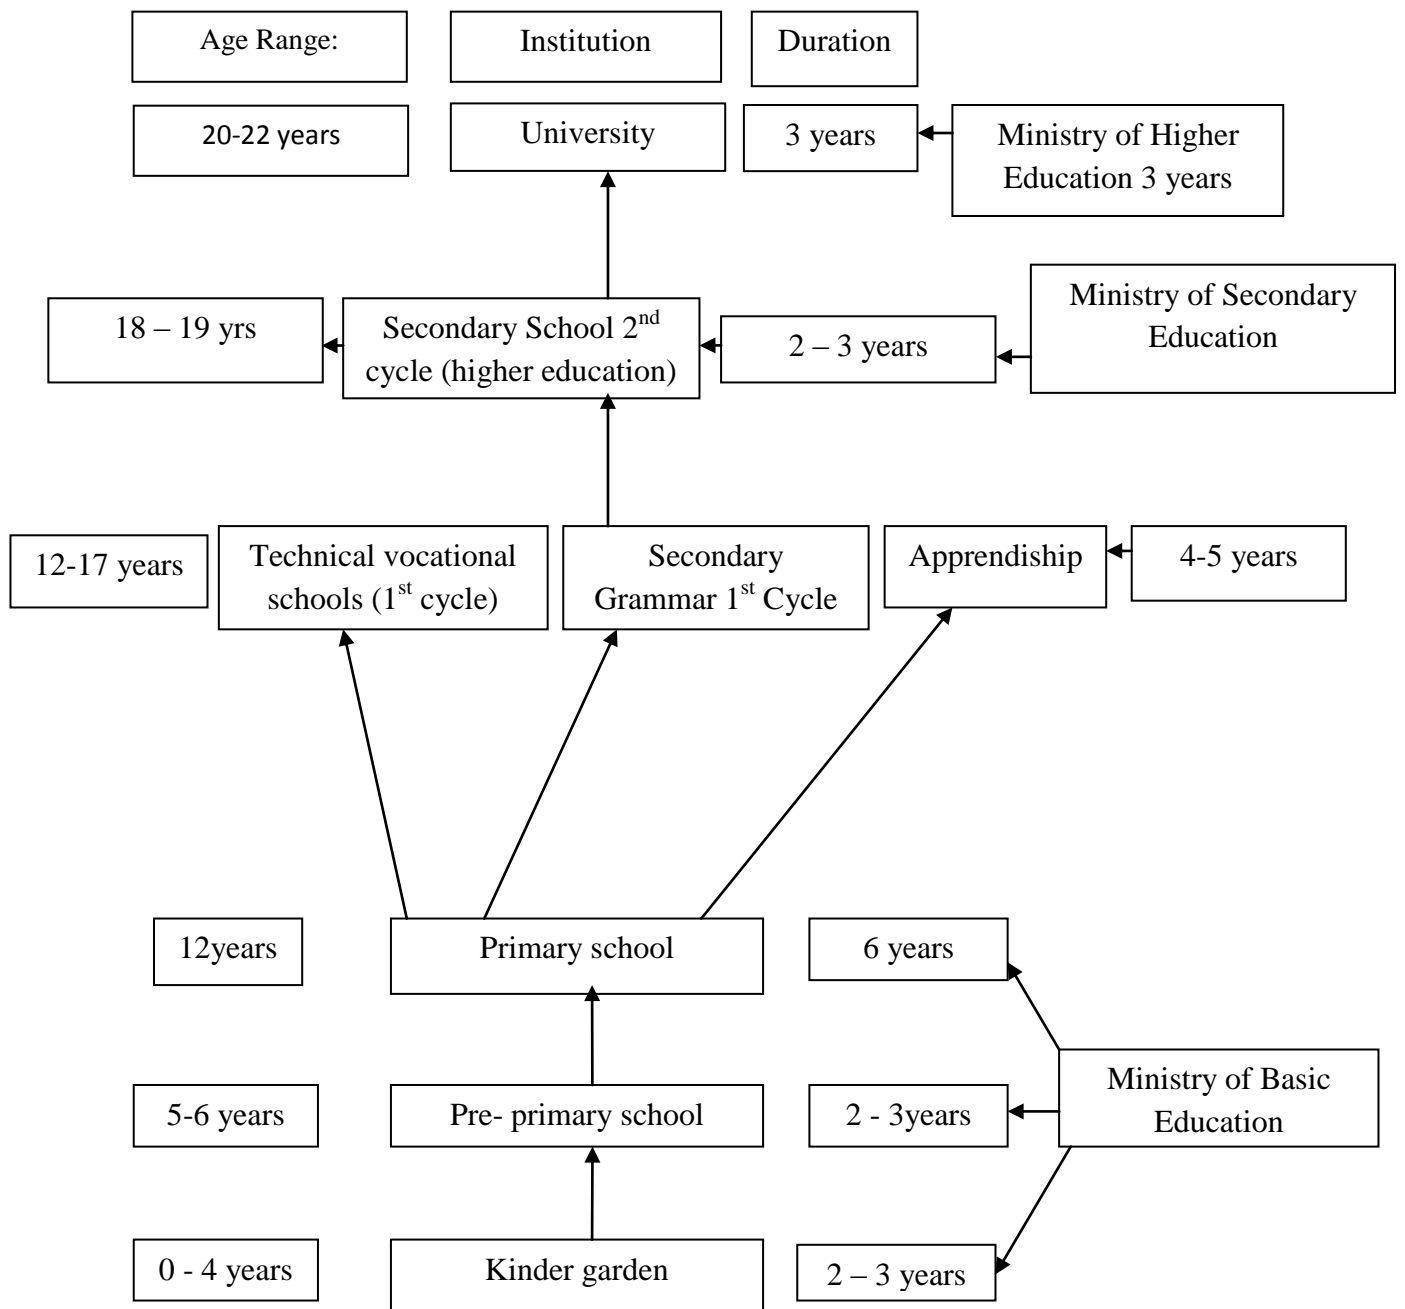 Age Range:
Institution
Duration
20-22 years
University
3 years
Ministry of Higher
Education 3 years
18 – 19 yrs
Secondary School 2nd
cycle (higher education)
2 – 3 years
Ministry of Secondary
Education
12-17 years
Technical vocational
schools (1st cycle)
Secondary
Grammar 1st Cycle
Apprendiship
4-5 years
12years
Primary school
6 years
5-6 years
Pre- primary school
2 - 3years
Ministry of Basic
Education
0 - 4 years
Kinder garden
2 – 3 years